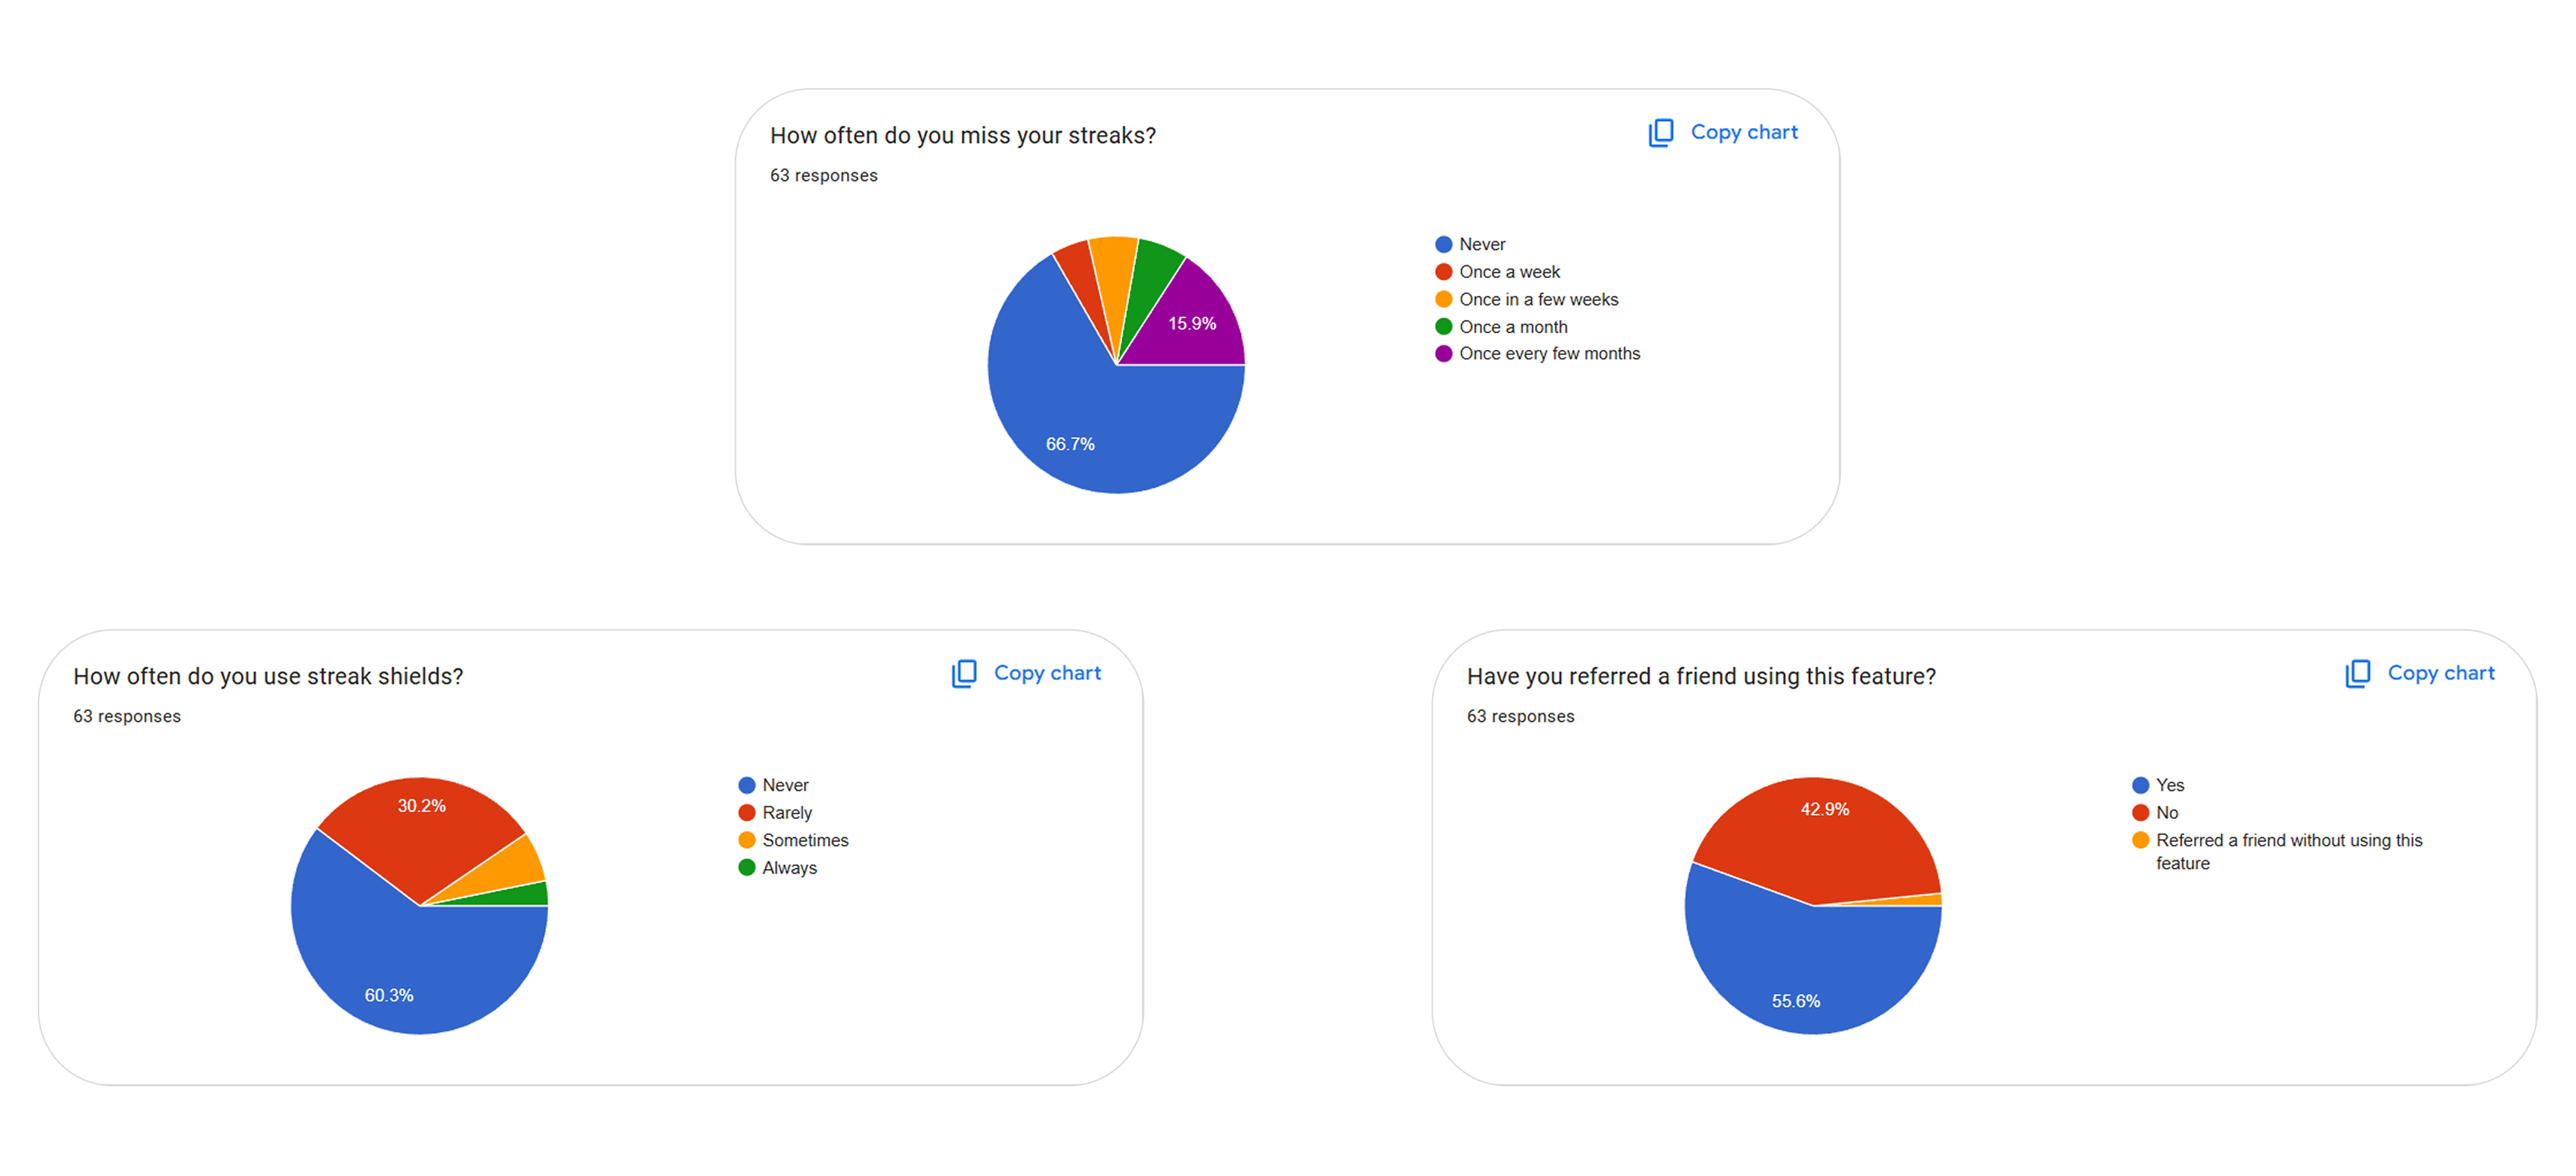 How often do you miss your streaks?
Copy chart
63 responses
Never
Once a week
Once in a few weeks
Once a month
Once every few months
15.9%
66.7%
How often do you use streak shields?
Copy chart
63 responses
Never
Rarely
Sometimes
Always
30.2%
60.3%
Have you referred a friend using this feature?
Copy chart
63 responses
Yes
No
Referred a friend without using this
feature
42.9%
55.6%